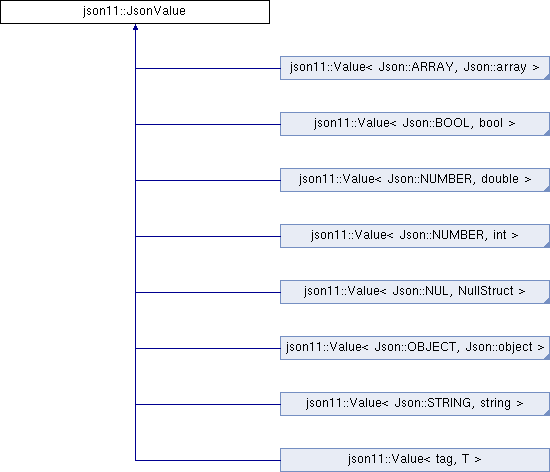 json11::JsonValue
json11::Value< Json::ARRAY, Json::array >
json11::Value< Json::BOOL, bool >
json11::Value< Json::NUMBER, double >
json11::Value< Json::NUMBER, int >
json11::Value< Json::NUL, NullStruct >
json11::Value< Json::OBJECT, Json::object >
json11::Value< Json::STRING, string >
json11::Value< tag, T >